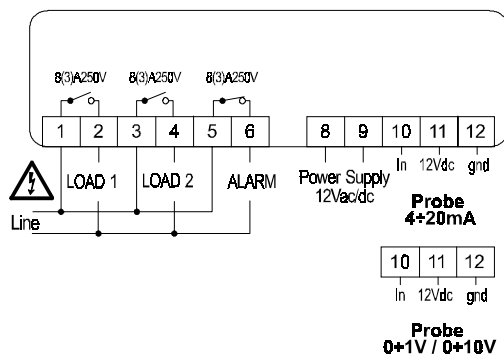 8(3)A250V 8(3)A250V 8(3)A250V
1 2 3 4 5 6 8 9 10 11 12
LOAD 1 LOAD 2 ALARM
Line
Power Supply
12Vac/dc
In 12Vdc gnd
Probe
4÷20mA
10 11 12
In 12Vdc gnd
Probe
0÷1V / 0÷10V